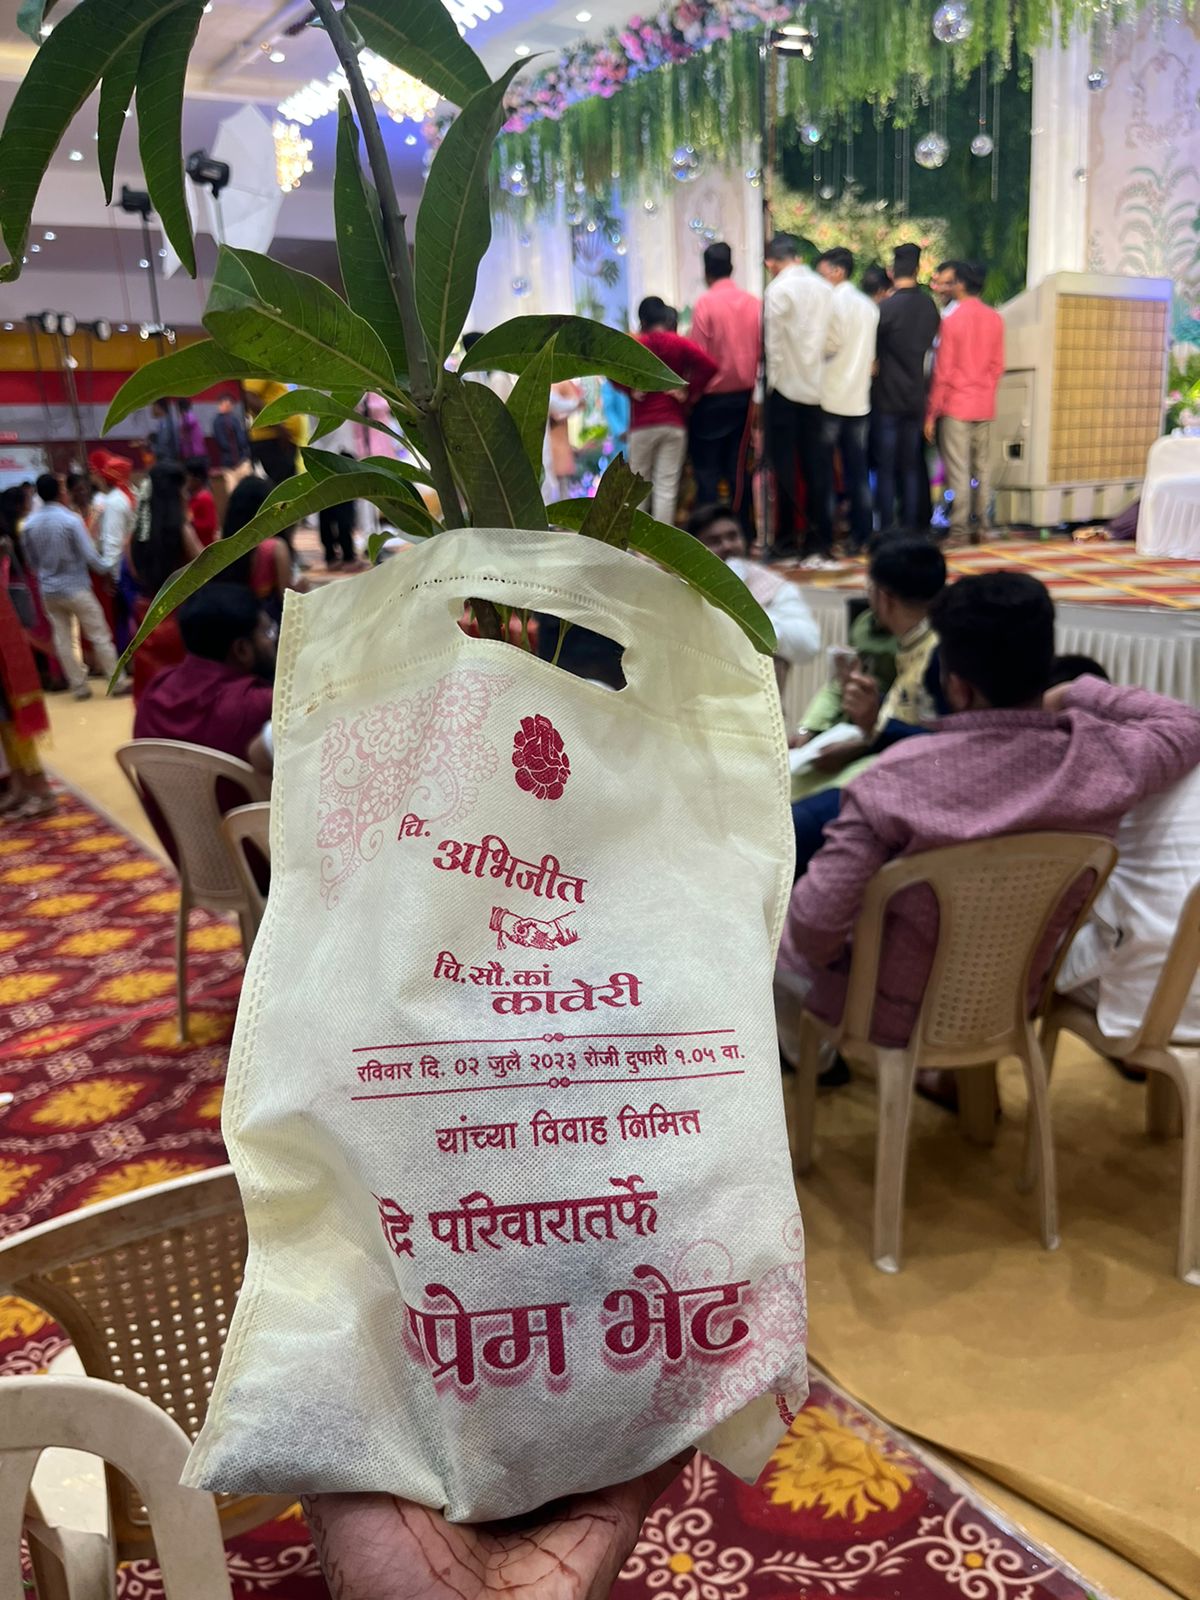 चि.
अभिजीत
चि.सौ.कां
कावेरी
रविवार दि. ०२ जुलै २०२३ रोजी दुपारी १.०५ वा.
यांच्या विवाह निमित्त
परिवारातर्फे
प्रेम भेट